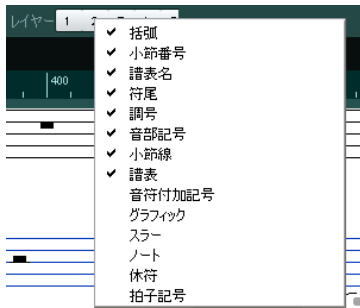 レイヤー 1 2
400
✔ 括弧
✔ 小節番号
✔ 譜表名
✔ 符尾
✔ 調号
✔ 音部記号
✔ 小節線
✔ 譜表
音符付加記号
グラフィック
スラー
ノート
休符
拍子記号